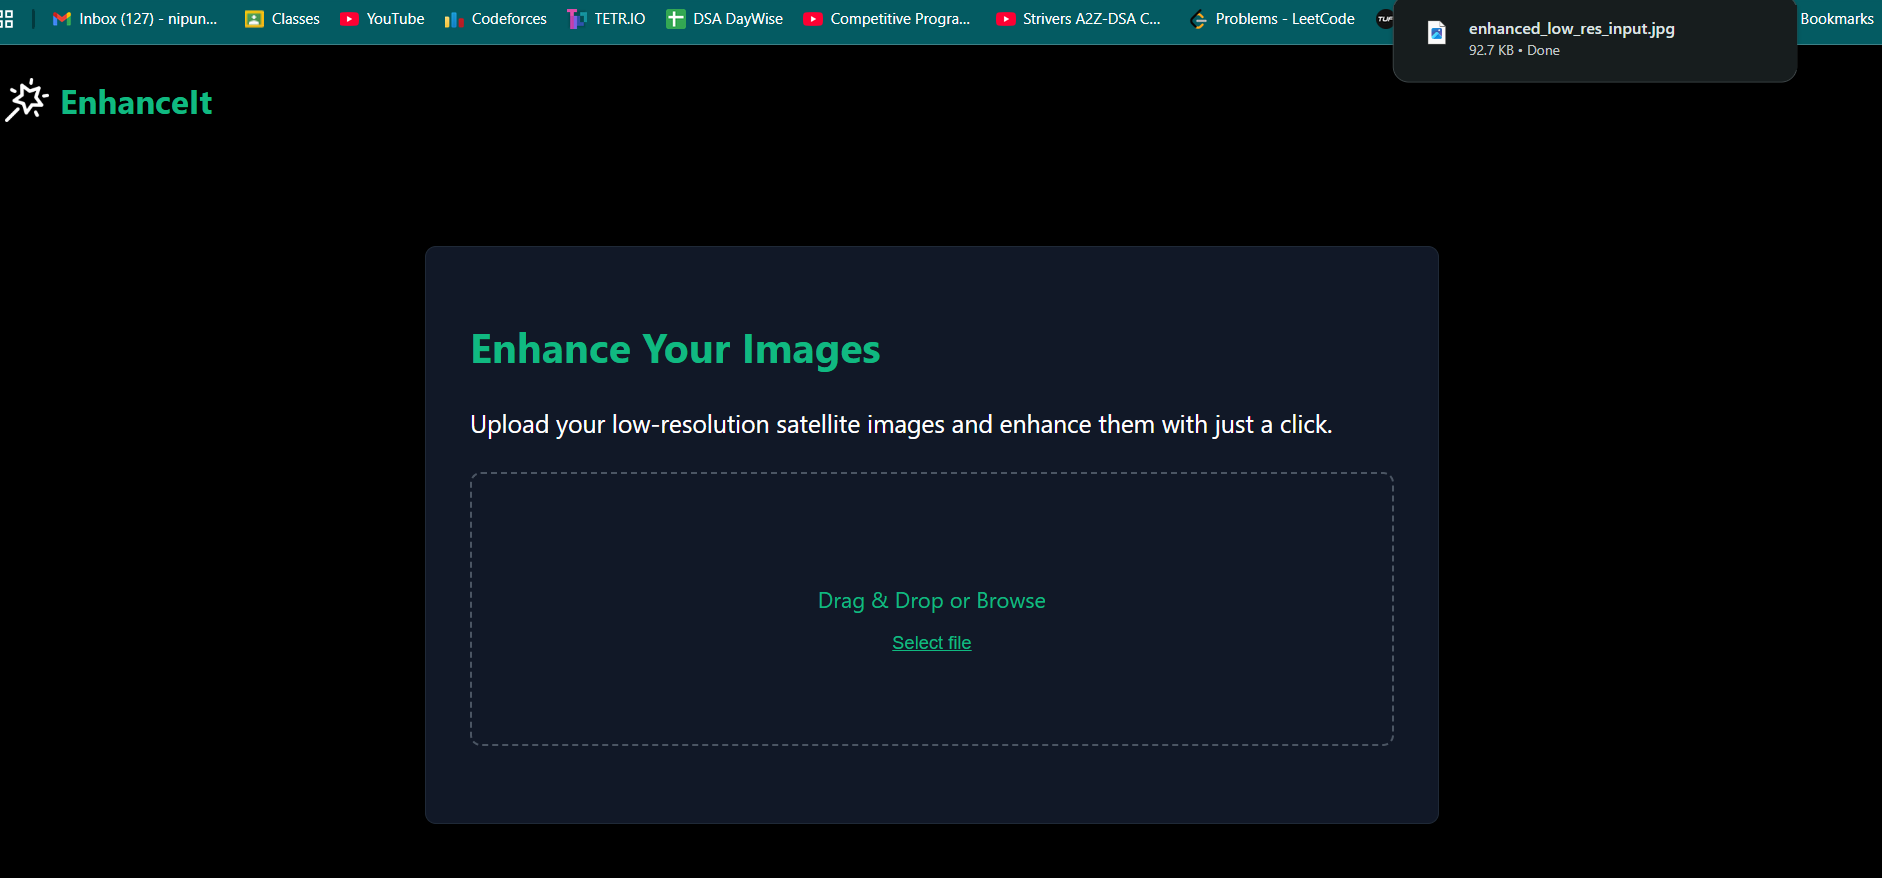 Inbox (127) - nipun... Classes YouTube Codeforces TETR.IO DSA DayWise Competitive Progra... Strivers A2Z-DSA C... Problems - LeetCode TUF Bookmarks
enhanced_low_res_input.jpg
92.7 KB • Done
EnhanceIt
Enhance Your Images
Upload your low-resolution satellite images and enhance them with just a click.
Drag & Drop or Browse
Select file